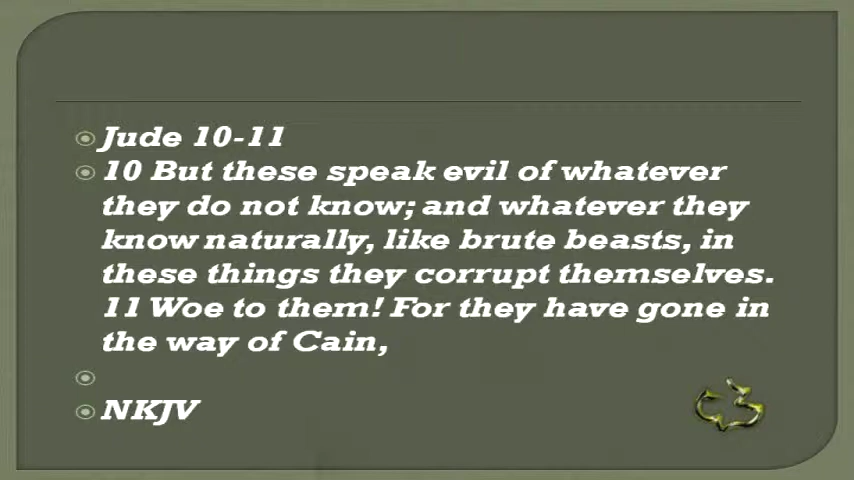 Jude 10-11
10 But these speak evil of whatever
they do not know; and whatever they
know naturally, like brute beasts, in
these things they corrupt themselves.
11 Woe to them! For they have gone in
the way of Cain,
NKJV
C3